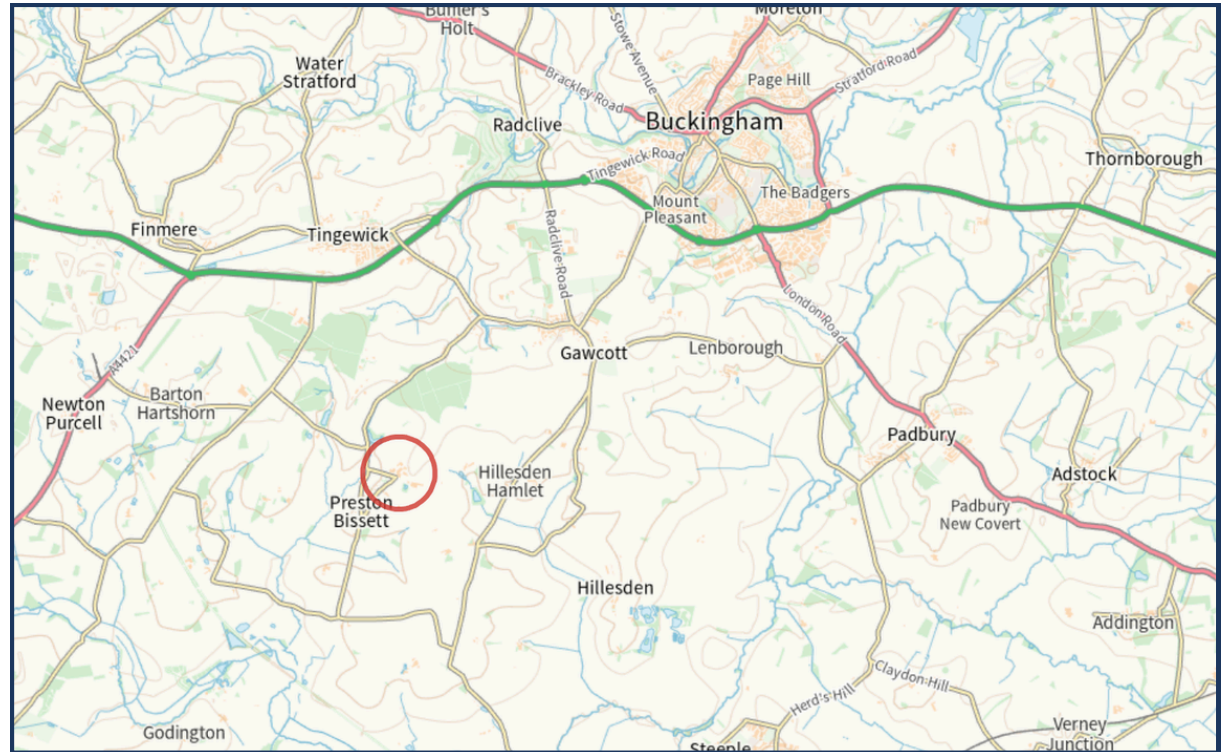 Buffler's
Holt
Moreton
Water
Stratford
Stowe Avenue
Page Hill
Stratford Road
Brackley Road
Radclive
Buckingham
Thornborough
Tingewick Road
The Badgers
Mount
Pleasant
Finmere
Tingewick
Radclive Road
London Road
Gawcott
Lenborough
A4421
Barton
Hartshorn
Newton
Purcell
Padbury
Hillesden
Hamlet
Adstock
Preston
Bissett
Padbury
New Covert
Hillesden
Addington
Claydon Hill
Herd's Hill
Godington
Verney
Junction
Steeple